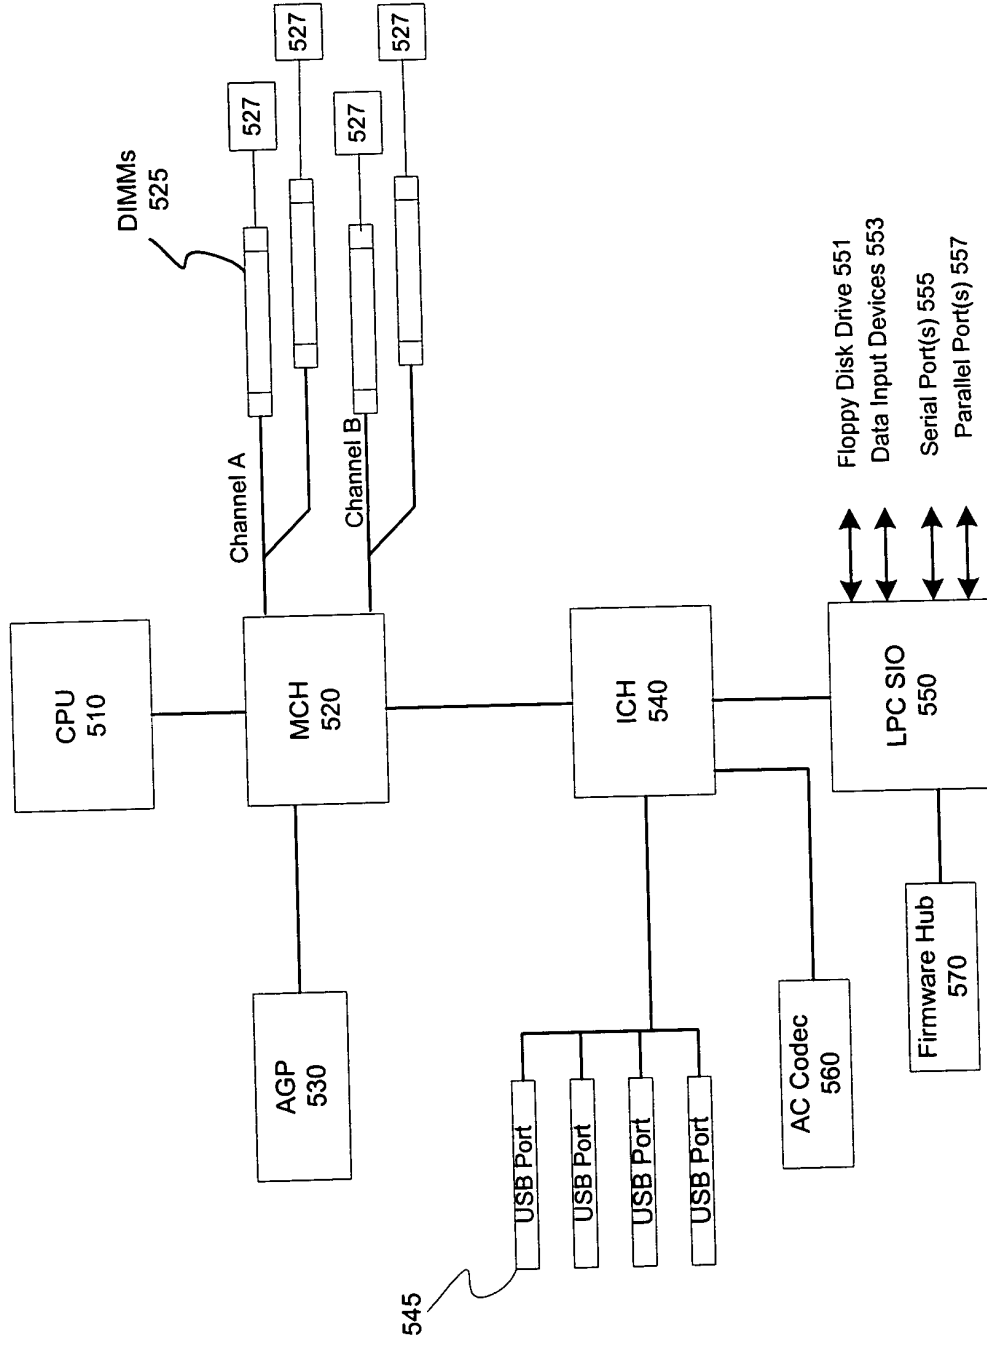 CPU
510
MCH
520
AGP
530
Channel A
Channel B
DIMMs
525
527
527
527
527
ICH
540
545
USB Port
USB Port
USB Port
USB Port
AC Codec
560
LPC SIO
550
Firmware Hub
570
Floppy Disk Drive 551
Data Input Devices 553
Serial Port(s) 555
Parallel Port(s) 557